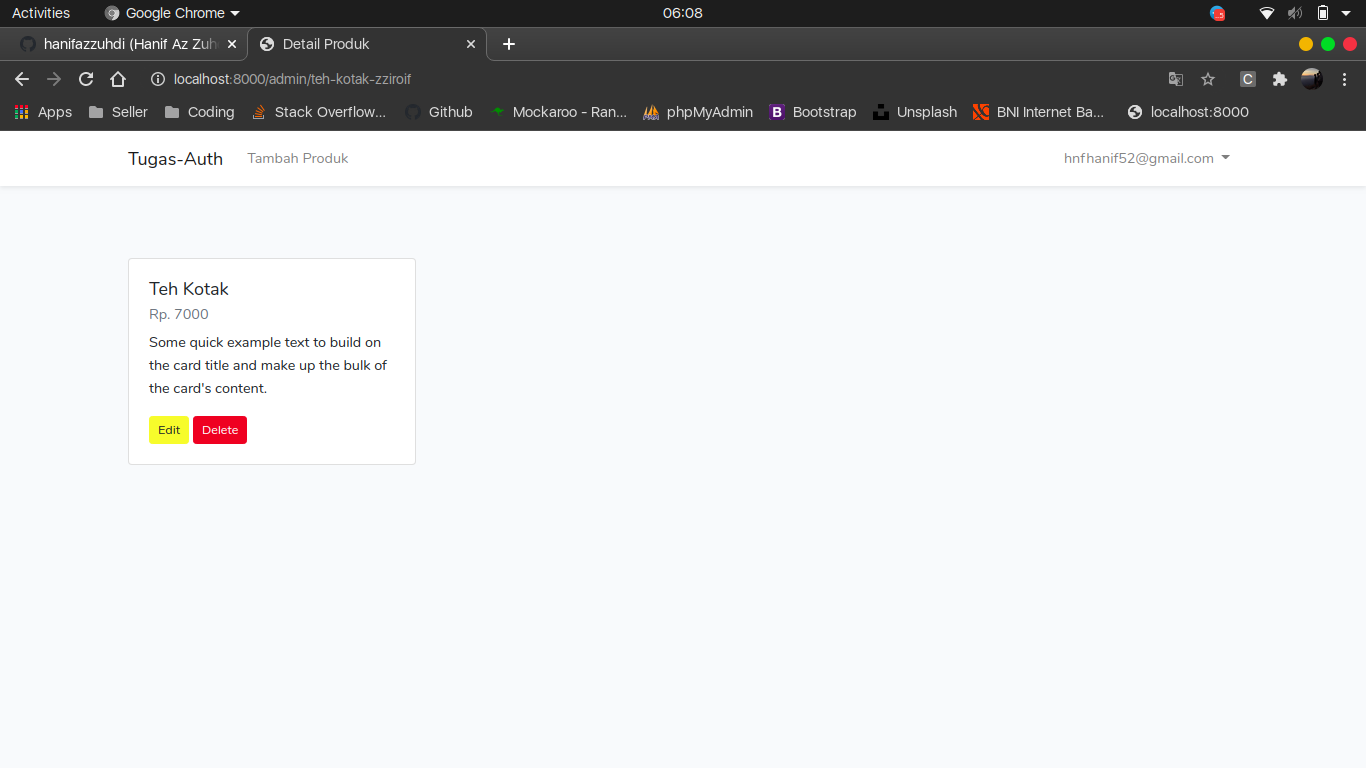 Activities Google Chrome 06:08
hanifazzuhdi (Hanif Az Zuh Detail Produk
localhost:8000/admin/teh-kotak-zziroif
Apps Seller Coding Stack Overflow... Github Mockaroo - Ran... phpMyAdmin B Bootstrap Unsplash BNI Internet Ba... localhost:8000
Tugas-Auth Tambah Produk hnfhanif52@gmail.com
Teh Kotak
Rp. 7000
Some quick example text to build on
the card title and make up the bulk of
the card's content.
Edit Delete